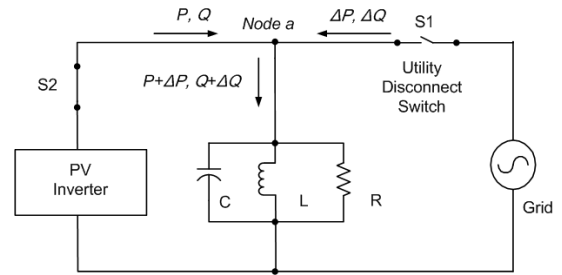 P, Q
Node a
ΔP, ΔQ
S1
S2
P+ΔP, Q+ΔQ
Utility
Disconnect
Switch
PV
Inverter
C
L
R
Grid